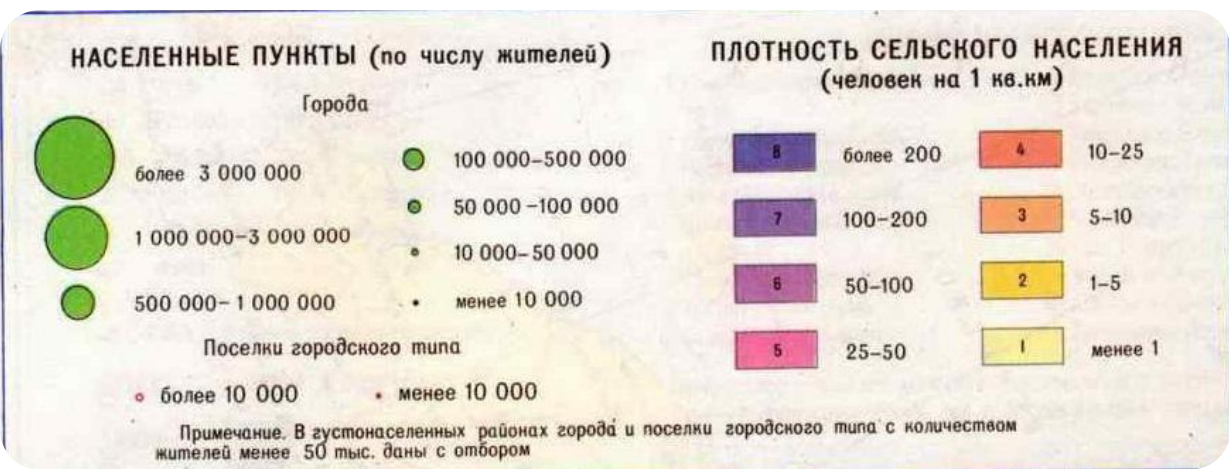 НАСЕЛЕННЫЕ ПУНКТЫ (по числу жителей)
Города
более 3 000 000
1 000 000–3 000 000
500 000–1 000 000
100 000–500 000
50 000–100 000
10 000–50 000
менее 10 000
Поселки городского типа
более 10 000
менее 10 000
ПЛОТНОСТЬ СЕЛЬСКОГО НАСЕЛЕНИЯ
(человек на 1 кв.км)
8 более 200
7 100–200
6 50–100
5 25–50
4 10–25
3 5–10
2 1–5
1 менее 1
Примечание. В густонаселенных районах города и поселки городского типа с количеством
жителей менее 50 тыс. даны с отбором